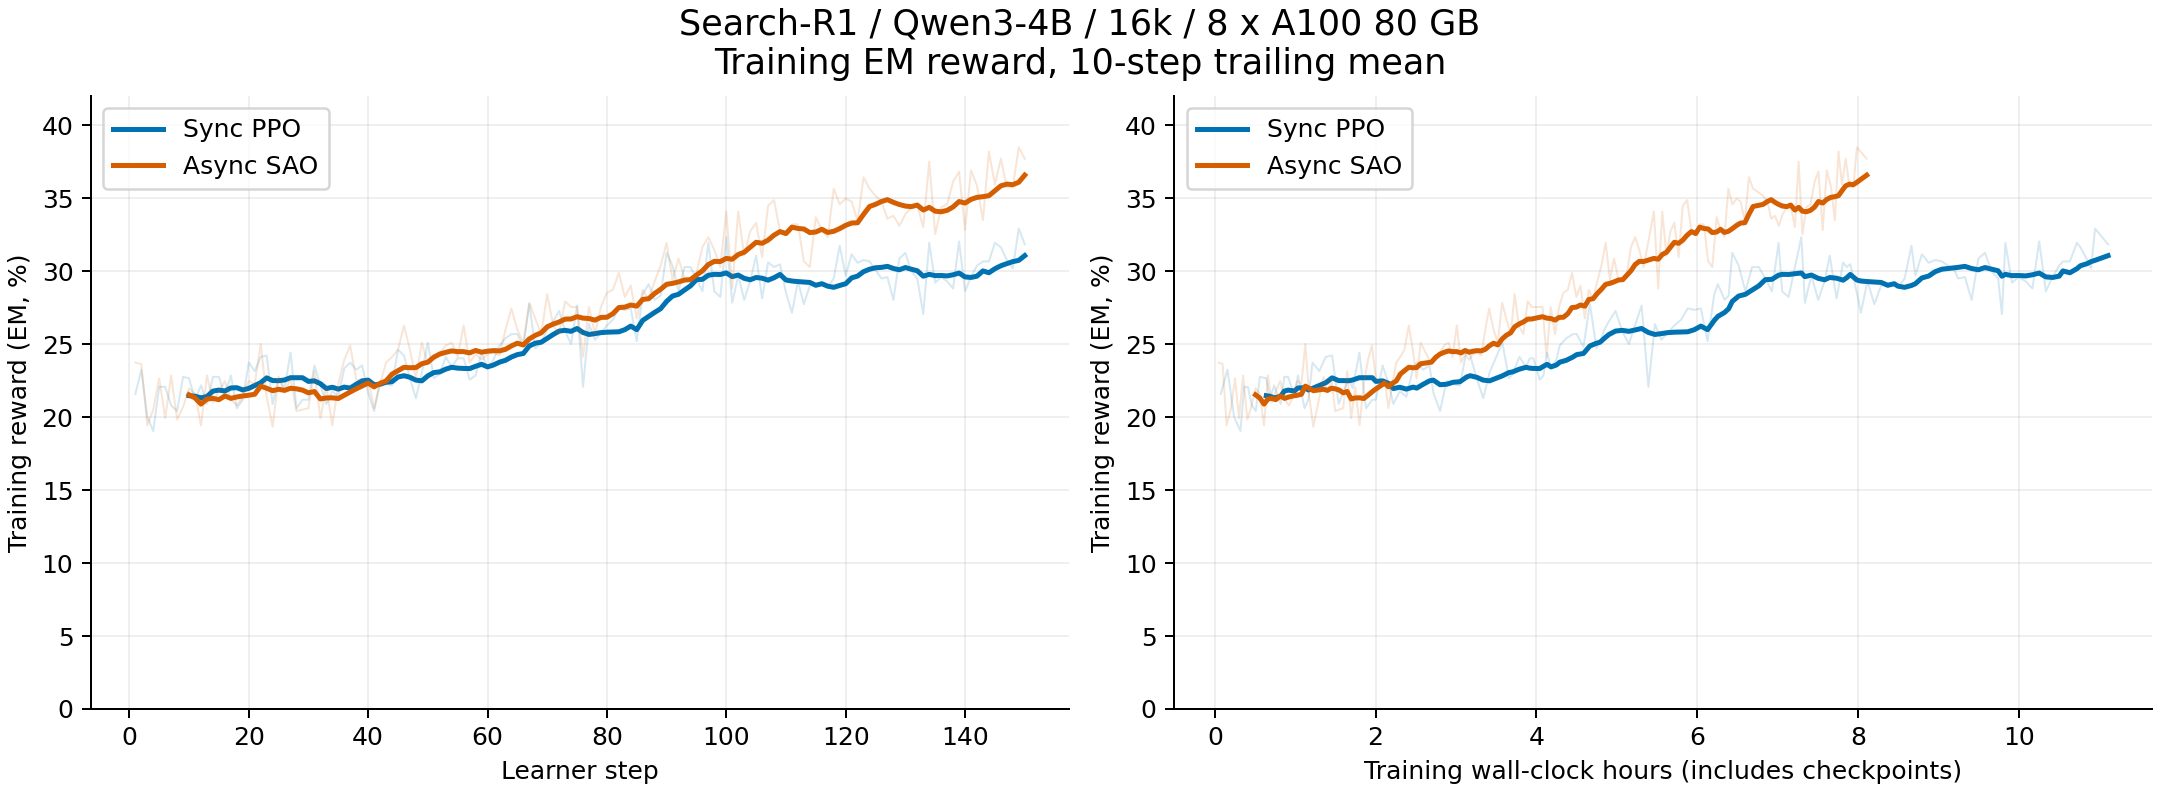 Search-R1 / Qwen3-4B / 16k / 8 x A100 80 GB
Training EM reward, 10-step trailing mean
Sync PPO
Async SAO
Training reward (EM, %)
40
35
30
25
20
15
10
5
0
0 20 40 60 80 100 120 140
Learner step
Sync PPO
Async SAO
Training reward (EM, %)
40
35
30
25
20
15
10
5
0
0 2 4 6 8 10
Training wall-clock hours (includes checkpoints)